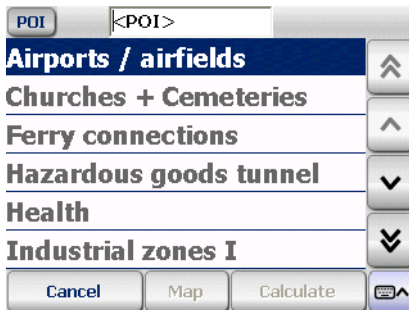 POI <POI>
Airports / airfields
Churches + Cemeteries
Ferry connections
Hazardous goods tunnel
Health
Industrial zones I
Cancel Map Calculate